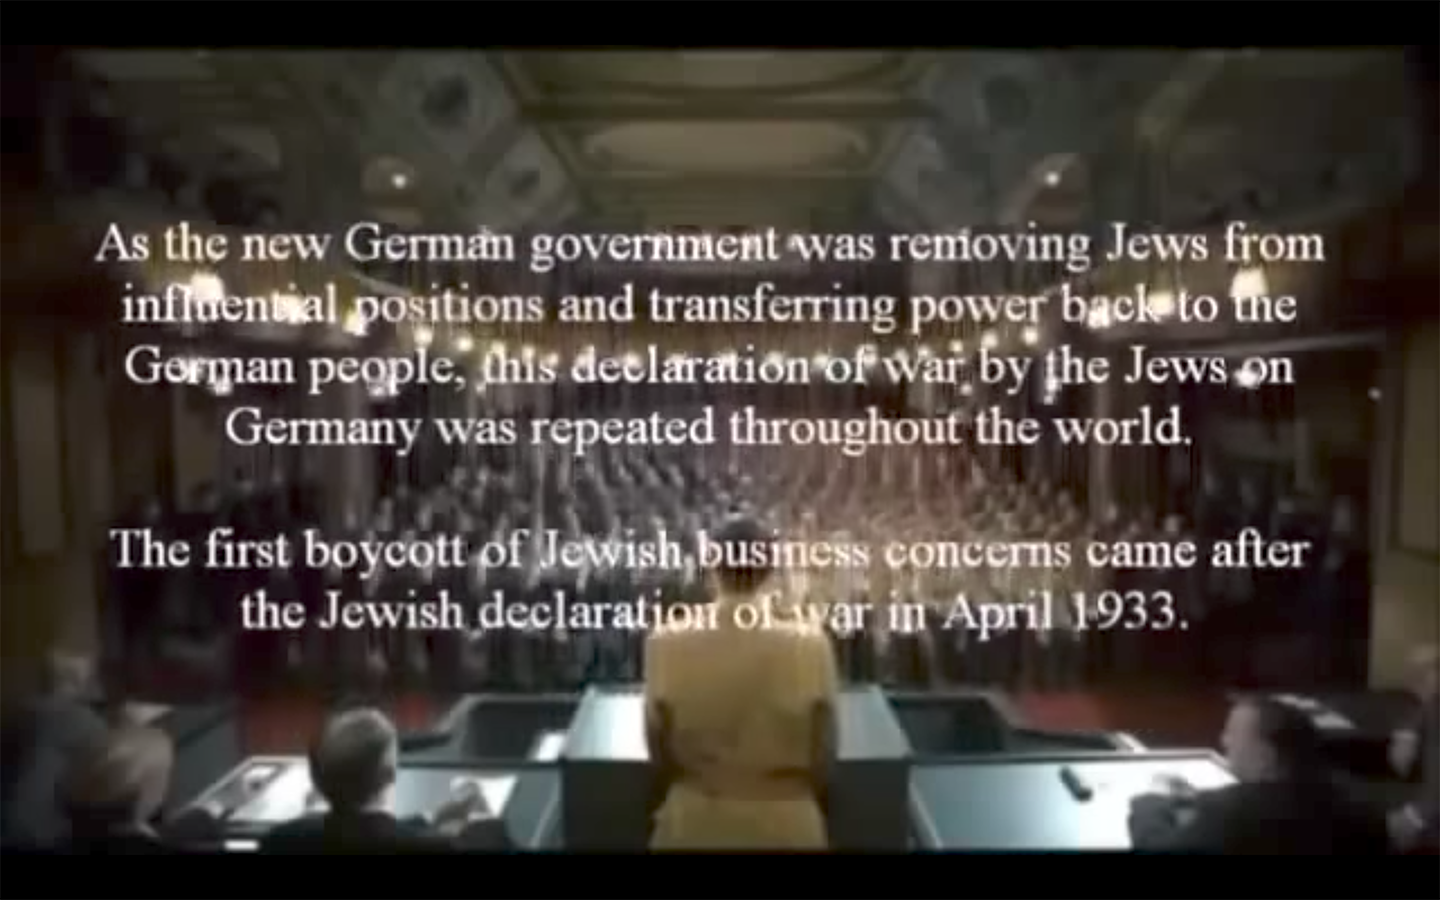 As the new German government was removing Jews from
influential positions and transferring power back to the
German people, this declaration of war by the Jews on
Germany was repeated throughout the world.
The first boycott of Jewish business concerns came after
the Jewish declaration of war in April 1933.